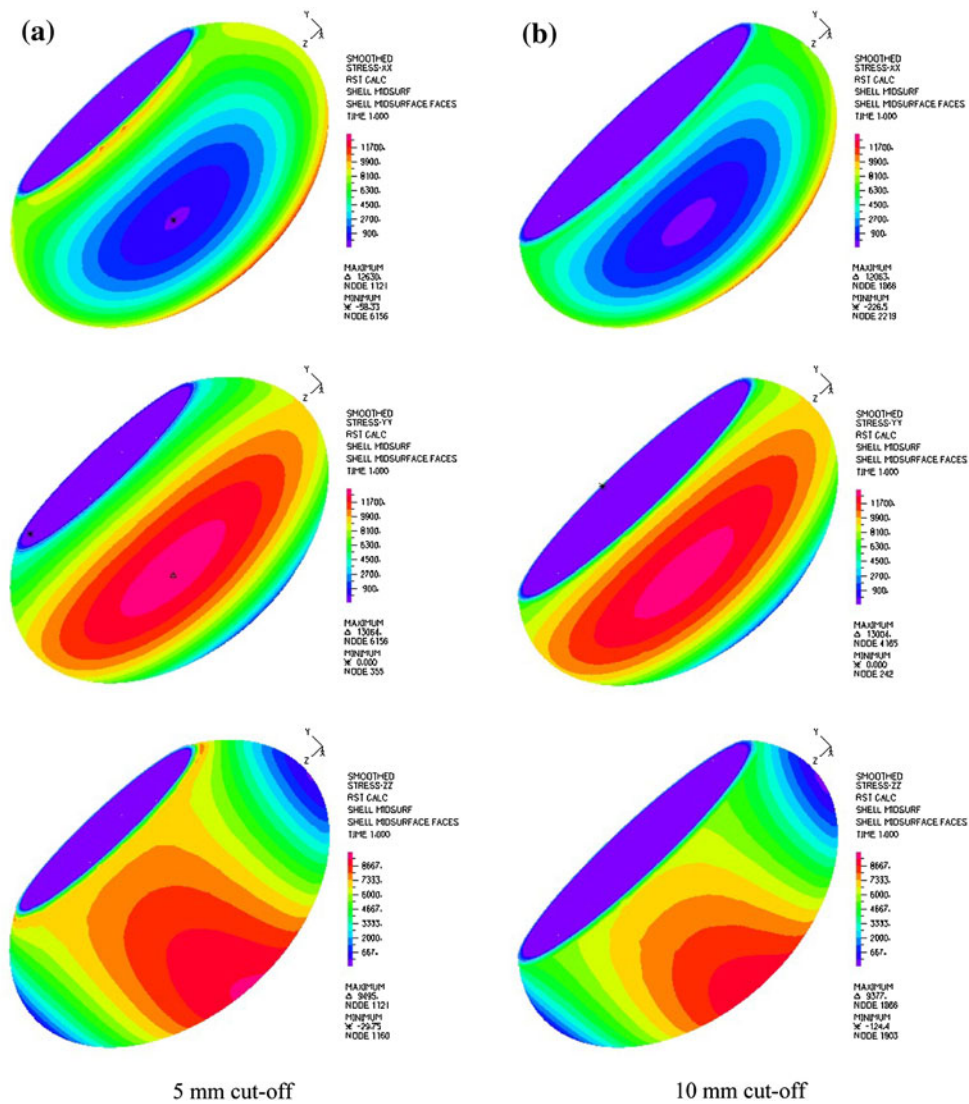 (a)
Y
Z X
SMOOTHED
STRESS-XX
RST CALC
SHELL MIDSURF
SHELL MIDSURFACE FACES
TIME 1.000
11700.
9900.
8100.
6300.
4500.
2700.
900.
MAXIMUM
△ 12630.
NODE 1121
MINIMUM
-58.33
NODE 6156
(b)
Y
Z X
SMOOTHED
STRESS-XX
RST CALC
SHELL MIDSURF
SHELL MIDSURFACE FACES
TIME 1.000
11700.
9900.
8100.
6300.
4500.
2700.
900.
MAXIMUM
△ 12063.
NODE 1866
MINIMUM
-226.5
NODE 2219
Y
Z X
SMOOTHED
STRESS-YY
RST CALC
SHELL MIDSURF
SHELL MIDSURFACE FACES
TIME 1.000
11700.
9900.
8100.
6300.
4500.
2700.
900.
MAXIMUM
△ 13064.
NODE 6156
MINIMUM
0.000
NODE 355
Y
Z X
SMOOTHED
STRESS-YY
RST CALC
SHELL MIDSURF
SHELL MIDSURFACE FACES
TIME 1.000
11700.
9900.
8100.
6300.
4500.
2700.
900.
MAXIMUM
△ 13004.
NODE 4165
MINIMUM
0.000
NODE 242
Y
Z X
SMOOTHED
STRESS-ZZ
RST CALC
SHELL MIDSURF
SHELL MIDSURFACE FACES
TIME 1.000
8667.
7333.
6000.
4667.
3333.
2000.
667.
MAXIMUM
△ 9495.
NODE 1121
MINIMUM
-29.75
NODE 1160
Y
Z X
SMOOTHED
STRESS-ZZ
RST CALC
SHELL MIDSURF
SHELL MIDSURFACE FACES
TIME 1.000
8667.
7333.
6000.
4667.
3333.
2000.
667.
MAXIMUM
△ 9377.
NODE 1866
MINIMUM
-124.4
NODE 1903
5 mm cut-off
10 mm cut-off